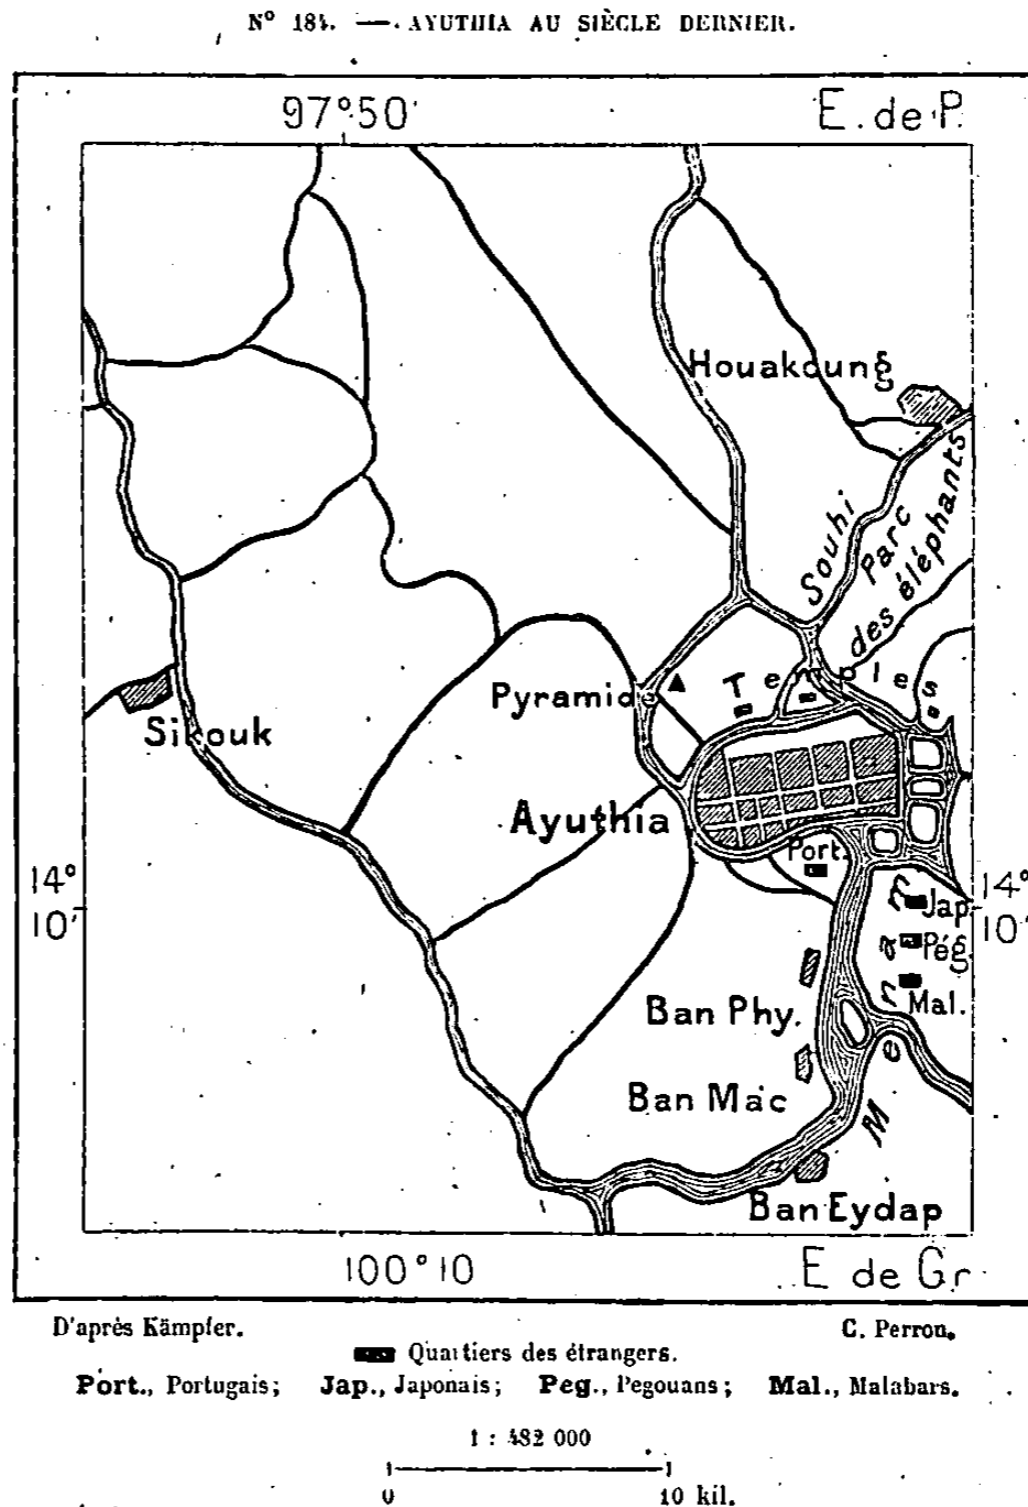 N° 184. — AYUTHIA AU SIÈCLE DERNIER.
97°50'
E. de P.
Houakoung
Souhi
Parc
des éléphants
Temples
Pyramide
Sikouk
Ayuthia
Port.
14°
10'
14°
10'
Jap.
Pég.
Mal.
Menam
Ban Phy.
Ban Mac
Ban Eydap
100°10
E de Gr.
D'après Kämpfer.
C. Perron.
Quartiers des étrangers.
Port., Portugais; Jap., Japonais; Peg., Pegouans; Mal., Malabars.
1 : 482 000
0 10 kil.